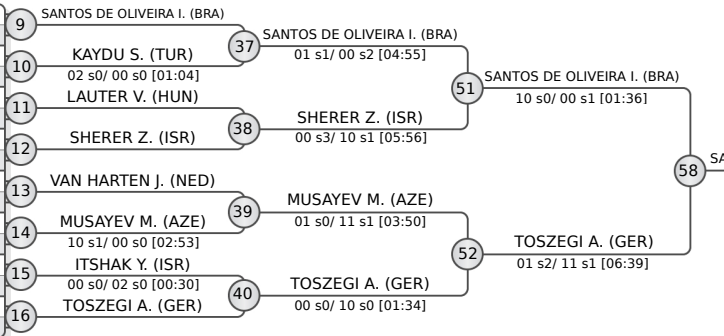 9
SANTOS DE OLIVEIRA I. (BRA)
10
KAYDU S. (TUR)
02 s0/ 00 s0 [01:04]
37
SANTOS DE OLIVEIRA I. (BRA)
01 s1/ 00 s2 [04:55]
11
LAUTER V. (HUN)
12
SHERER Z. (ISR)
38
SHERER Z. (ISR)
00 s3/ 10 s1 [05:56]
51
SANTOS DE OLIVEIRA I. (BRA)
10 s0/ 00 s1 [01:36]
13
VAN HARTEN J. (NED)
14
MUSAYEV M. (AZE)
10 s1/ 00 s0 [02:53]
39
MUSAYEV M. (AZE)
01 s0/ 11 s1 [03:50]
15
ITSHAK Y. (ISR)
00 s0/ 02 s0 [00:30]
16
TOSZEGI A. (GER)
40
TOSZEGI A. (GER)
00 s0/ 10 s0 [01:34]
52
TOSZEGI A. (GER)
01 s2/ 11 s1 [06:39]
58
SA